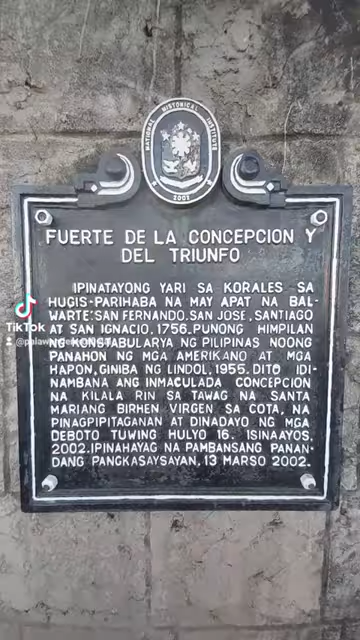 NATIONAL HISTORICAL INSTITUTE
2002
FUERTE DE LA CONCEPCION Y
DEL TRIUNFO
IPINATAYONG YARI SA KORALES SA
HUGIS-PARIHABA NA MAY APAT NA BAL-
WARTE: SAN FERNANDO, SAN JOSE, SANTIAGO
AT SAN IGNACIO, 1756. PUNONG HIMPILAN
KONSTABULARYA NG PILIPINAS NOONG
PANAHON NG MGA AMERIKANO AT MGA
HAPON, GINIBA NG LINDOL, 1955. DITO IDI-
NAMBANA ANG INMACULADA CONCEPCION
NA KILALA RIN SA TAWAG NA SANTA
MARIANG BIRHEN VIRGEN SA COTA, NA
PINAGPIPITAGANAN AT DINADAYO NG MGA
DEBOTO TUWING HULYO 16. ISINAAYOS,
2002. IPINAHAYAG NA PAMBANSANG PANAN-
DANG PANGKASAYSAYAN, 13 MARSO 2002.
TikTok